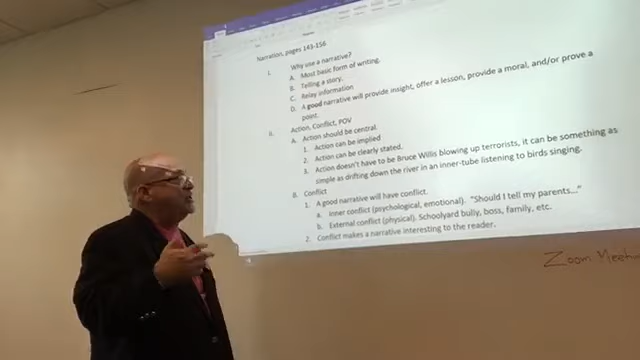 Narration, pages 143-156
I. Why use a narrative?
A. Most basic form of writing.
B. Telling a story.
C. Relay information
D. A good narrative will provide insight, offer a lesson, provide a moral, and/or prove a
point.
II. Action, Conflict, POV
A. Action should be central.
1. Action can be implied
2. Action can be clearly stated.
3. Action doesn't have to be Bruce Willis blowing up terrorists, it can be something as
simple as drifting down the river in an inner-tube listening to birds singing.
B. Conflict
1. A good narrative will have conflict.
a. Inner conflict (psychological, emotional). "Should I tell my parents..."
b. External conflict (physical). Schoolyard bully, boss, family, etc.
2. Conflict makes a narrative interesting to the reader.
Zoom Meeting